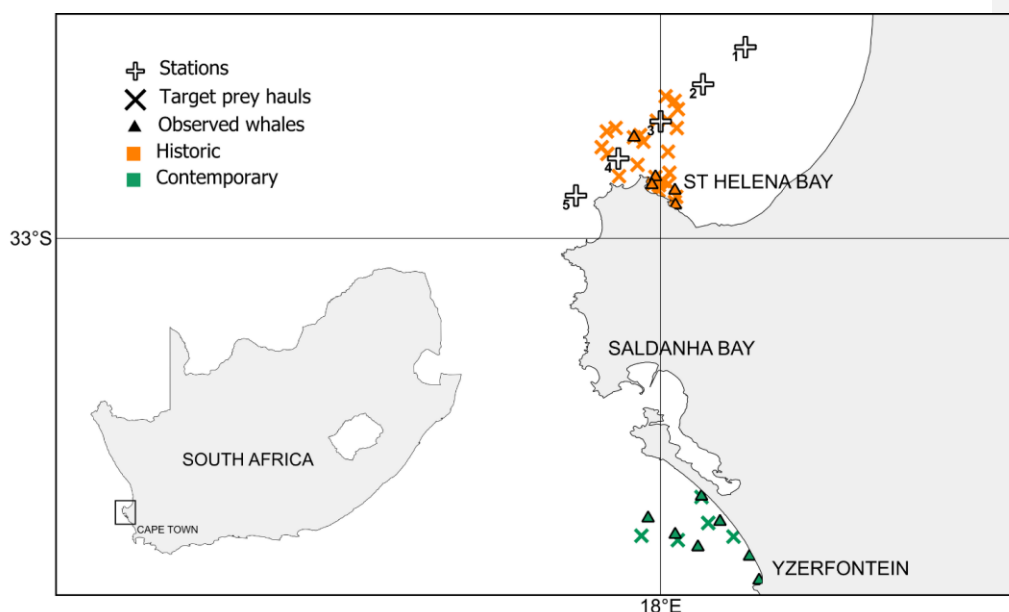 Stations
Target prey hauls
Observed whales
Historic
Contemporary
1
2
3
4
5
ST HELENA BAY
33°S
SALDANHA BAY
SOUTH AFRICA
CAPE TOWN
YZERFONTEIN
18°E